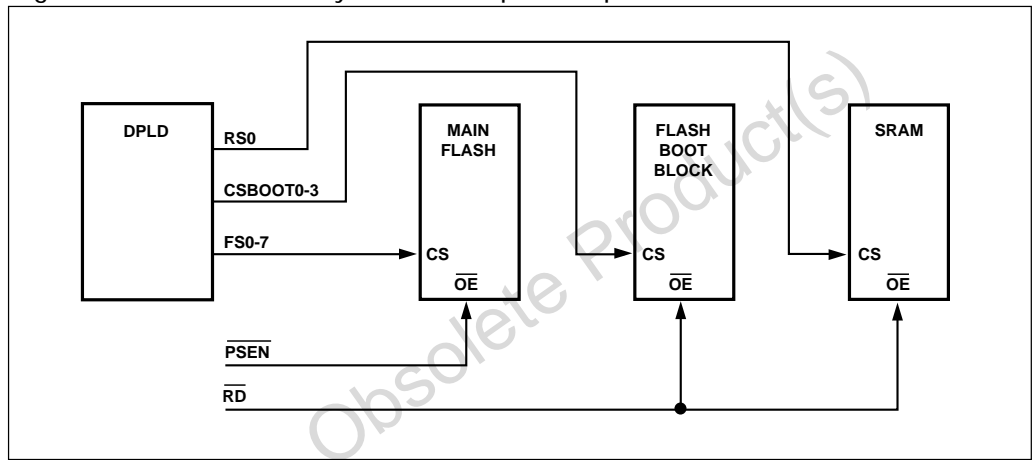 DPLD
RS0
CSBOOT0-3
FS0-7
MAIN
FLASH
CS
OE
FLASH
BOOT
BLOCK
CS
OE
SRAM
CS
OE
PSEN
RD
Obsolete Product(s)